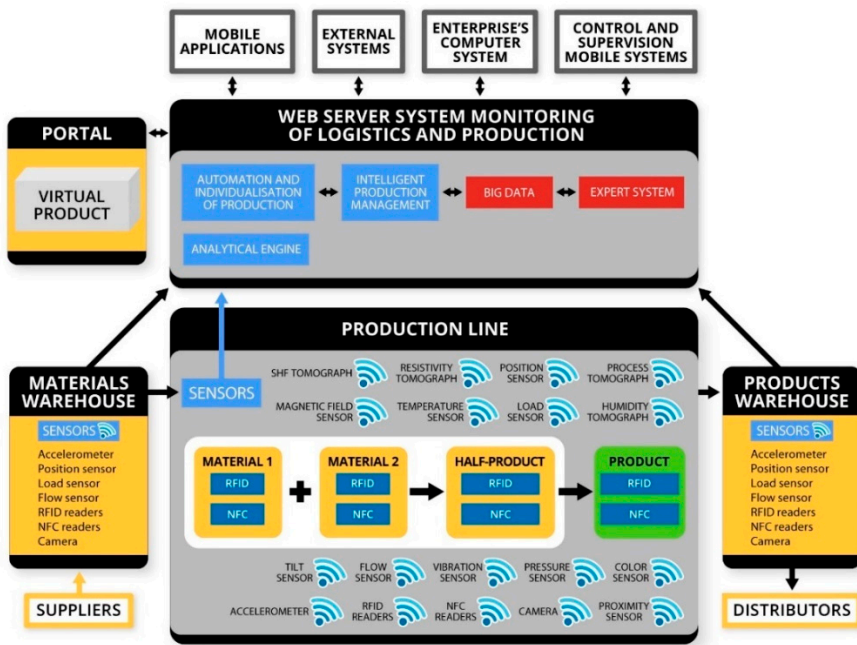 MOBILE
APPLICATIONS
EXTERNAL
SYSTEMS
ENTERPRISE'S
COMPUTER
SYSTEM
CONTROL AND
SUPERVISION
MOBILE SYSTEMS
PORTAL
VIRTUAL
PRODUCT
WEB SERVER SYSTEM MONITORING
OF LOGISTICS AND PRODUCTION
AUTOMATION AND
INDIVIDUALISATION
OF PRODUCTION
INTELLIGENT
PRODUCTION
MANAGEMENT
BIG DATA
EXPERT SYSTEM
ANALYTICAL ENGINE
MATERIALS
WAREHOUSE
SENSORS
Accelerometer
Position sensor
Load sensor
Flow sensor
RFID readers
NFC readers
Camera
SUPPLIERS
PRODUCTION LINE
SENSORS
SHF TOMOGRAPH
RESISTIVITY
TOMOGRAPH
POSITION
SENSOR
PROCESS
TOMOGRAPH
MAGNETIC FIELD
SENSOR
TEMPERATURE
SENSOR
LOAD
SENSOR
HUMIDITY
TOMOGRAPH
MATERIAL 1
RFID
NFC
+
MATERIAL 2
RFID
NFC
HALF-PRODUCT
RFID
NFC
PRODUCT
RFID
NFC
TILT
SENSOR
FLOW
SENSOR
VIBRATION
SENSOR
PRESSURE
SENSOR
COLOR
SENSOR
ACCELEROMETER
RFID
READERS
NFC
READERS
CAMERA
PROXIMITY
SENSOR
PRODUCTS
WAREHOUSE
SENSORS
Accelerometer
Position sensor
Load sensor
Flow sensor
RFID readers
NFC readers
Camera
DISTRIBUTORS